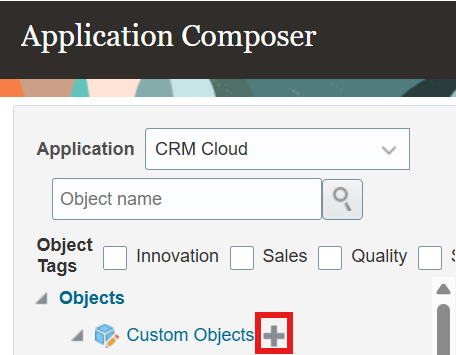 Application Composer
Application CRM Cloud
Object name
Object Tags Innovation Sales Quality S
Objects
Custom Objects